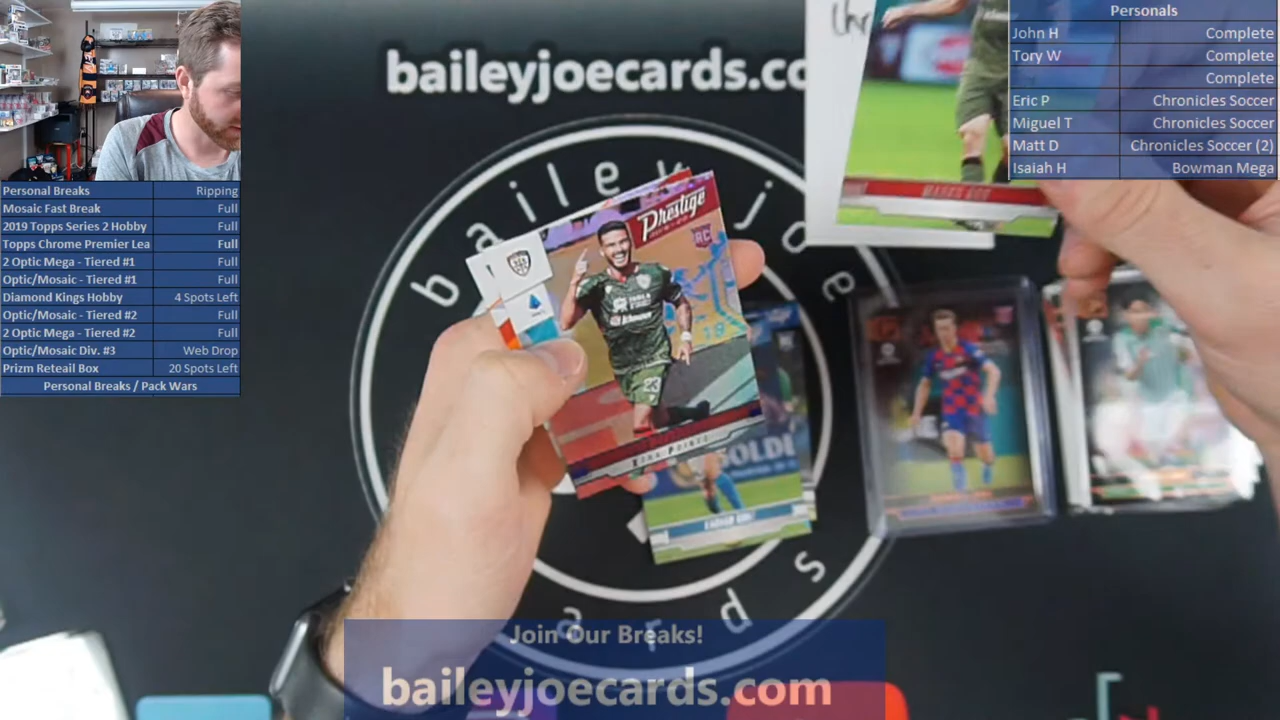 Personal Breaks Ripping
Mosaic Fast Break Full
2019 Topps Series 2 Hobby Full
Topps Chrome Premier Lea Full
2 Optic Mega - Tiered #1 Full
Optic/Mosaic - Tiered #1 Full
Diamond Kings Hobby 4 Spots Left
Optic/Mosaic - Tiered #2 Full
2 Optic Mega - Tiered #2 Full
Optic/Mosaic Div. #3 Web Drop
Prizm Reteail Box 20 Spots Left
Personal Breaks / Pack Wars
Personals
John H Complete
Tory W Complete
Complete
Eric P Chronicles Soccer
Miguel T Chronicles Soccer
Matt D Chronicles Soccer (2)
Isaiah H Bowman Mega
baileyjoecards.co
bailey joe
a r d s
Prestige
RC
23
Join Our Breaks!
baileyjoecards.com